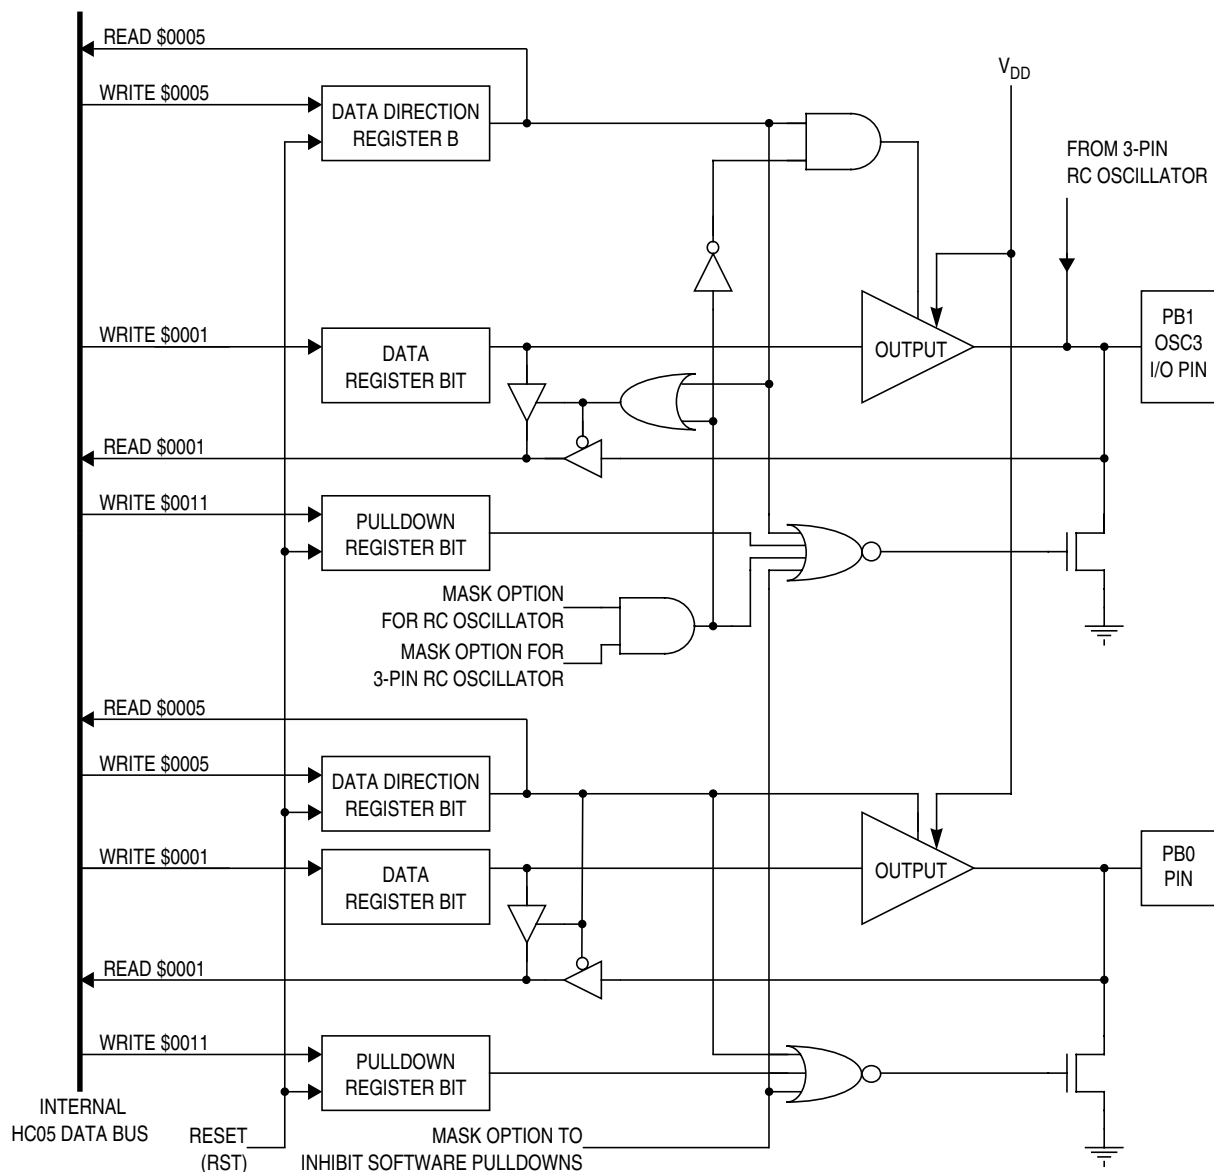 READ $0005
WRITE $0005
DATA DIRECTION
REGISTER B
VDD
FROM 3-PIN
RC OSCILLATOR
WRITE $0001
DATA
REGISTER BIT
OUTPUT
PB1
OSC3
I/O PIN
READ $0001
WRITE $0011
PULLDOWN
REGISTER BIT
MASK OPTION
FOR RC OSCILLATOR
MASK OPTION FOR
3-PIN RC OSCILLATOR
READ $0005
WRITE $0005
DATA DIRECTION
REGISTER BIT
WRITE $0001
DATA
REGISTER BIT
OUTPUT
PB0
PIN
READ $0001
WRITE $0011
PULLDOWN
REGISTER BIT
INTERNAL
HC05 DATA BUS
RESET
(RST)
MASK OPTION TO
INHIBIT SOFTWARE PULLDOWNS